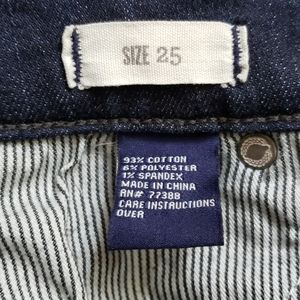 SIZE 25
93% COTTON
6% POLYESTER
1% SPANDEX
MADE IN CHINA
RN# 77388
CARE INSTRUCTIONS
OVER